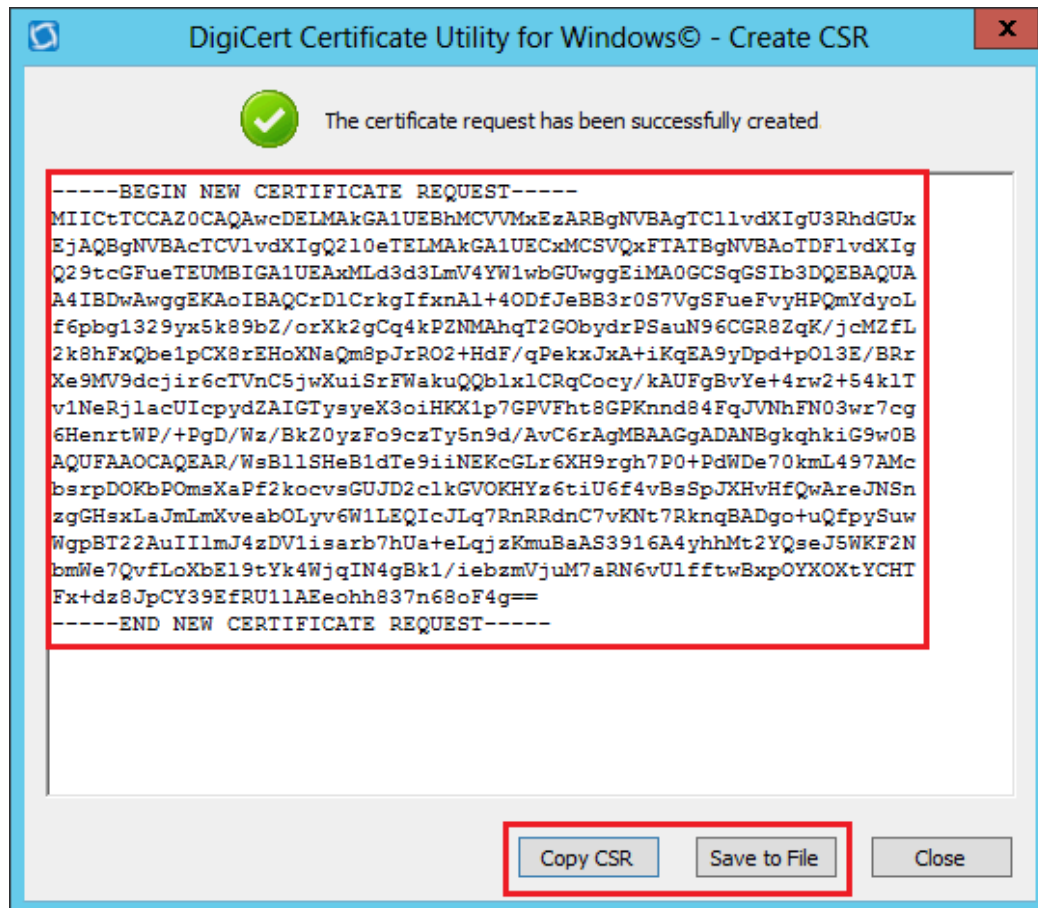 DigiCert Certificate Utility for Windows© - Create CSR
X
The certificate request has been successfully created.
-----BEGIN NEW CERTIFICATE REQUEST-----
MIICtTCCAZ0CAQAwcDELMAkGA1UEBhMCVVMxEzARBgNVBAgTCllvdXIgU3RhdGUx
EjAQBgNVBAcTCVlvdXIgQ2l0eTELMAkGA1UECxMCSVQxFTATBgNVBAoTDFlvdXIg
Q29tcGFueTEUMBIGA1UEAxMLd3d3LmV4YW1wbGUwggEiMA0GCSqGSIb3DQEBAQUA
A4IBDwAwggEKAoIBAQCrDlCrkgIfxnAl+4ODfJeBB3r0S7VgSFueFvyHPQmYdyoL
f6pbg1329yx5k89bZ/orXk2gCq4kPZNMAhqT2GObydrPSauN96CGR8ZqK/jcMZfL
2k8hFxQbe1pCX8rEHoXNaQm8pJrRO2+HdF/qPekxJxA+iKqEA9yDpd+pOl3E/BRr
Xe9MV9dcjir6cTVnC5jwXuiSrFWakuQQblxlCRqCocy/kAUFgBvYe+4rw2+54klT
v1NeRjlacUIcpydZAIGTysyeX3oiHKX1p7GPVFht8GPKnnd84FqJVNhFN03wr7cg
6HenrtWP/+PgD/Wz/BkZ0yzFo9czTy5n9d/AvC6rAgMBAAGgADANBgkqhkiG9w0B
AQUFAAOCAQEAR/WsBllSHeB1dTe9iiNEKcGLr6XH9rgh7P0+PdWDe70kmL497AMc
bsrpDOKbPOmsXaPf2kocvsGUJD2clkGVOKHYz6tiU6f4vBsSpJXHvHfQwAreJNSn
zgGHsxLaJmLmXveabOLyv6W1LEQIcJLq7RnRRdnC7vKNt7RknqBADgo+uQfpySuw
WgpBT22AuIIlmJ4zDV1isarb7hUa+eLqjzKmuBaAS3916A4yhhMt2YQseJ5WKF2N
bmWe7QvfLoXbEl9tYk4WjqIN4gBk1/iebzmVjuM7aRN6vUlfftwBxpOYXOXtYCHT
Fx+dz8JpCY39EfRU1lAEeohh837n68oF4g==
-----END NEW CERTIFICATE REQUEST-----
Copy CSR
Save to File
Close